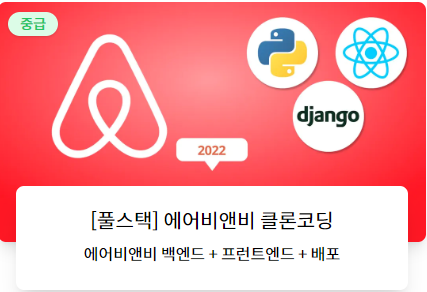 중급
django
2022
[풀스택] 에어비앤비 클론코딩
에어비앤비 백엔드 + 프런트엔드 + 배포